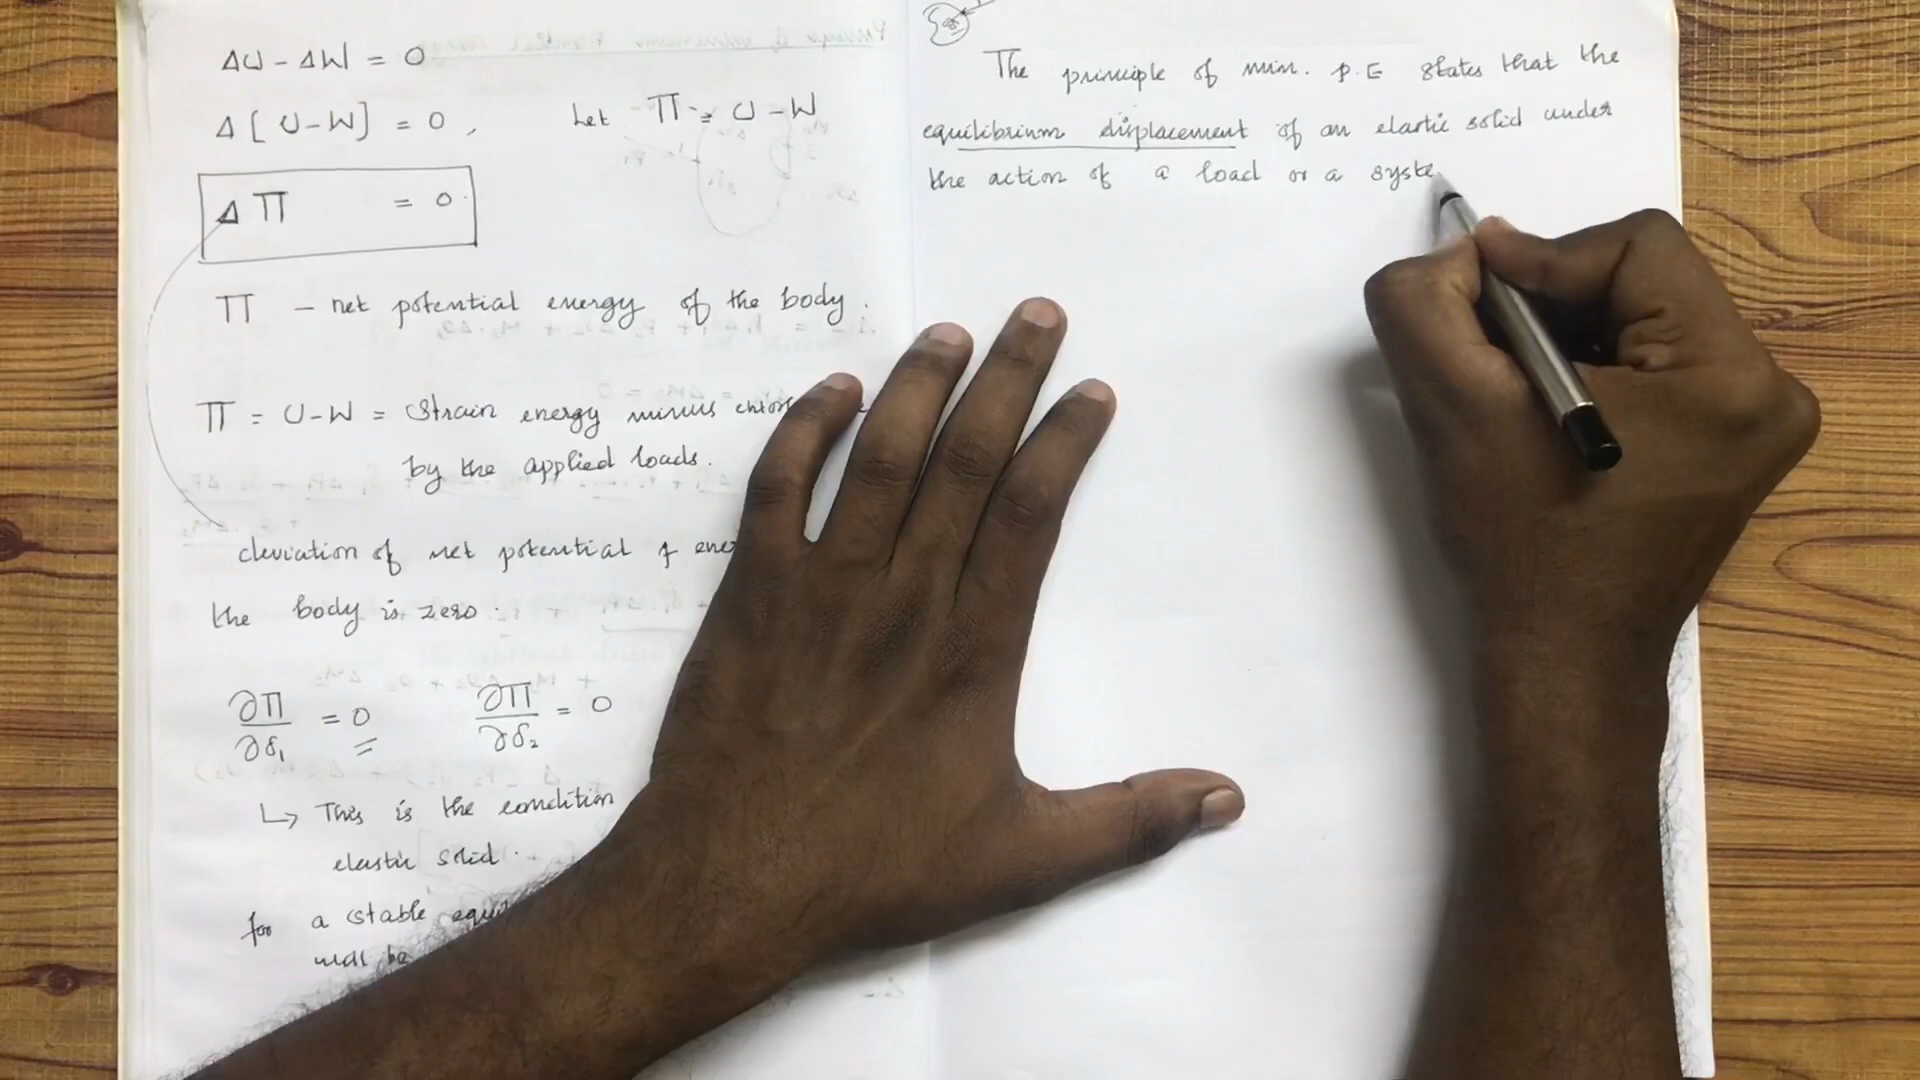 ΔU - ΔW = 0
Δ[U-W] = 0, Let Π = U - W
ΔΠ = 0.
Π - net potential energy of the body.
Π = U-W = Strain energy minus
by the applied loads.
deviation of net potential
the body is zero.
∂Π/∂δ₁ = 0 ∂Π/∂δ₂ = 0
↳ This is the condition
elastic solid.
for a stable
will be
The principle of min. P.E states that the
equilibrium displacement of an elastic solid under
the action of a load or a syste